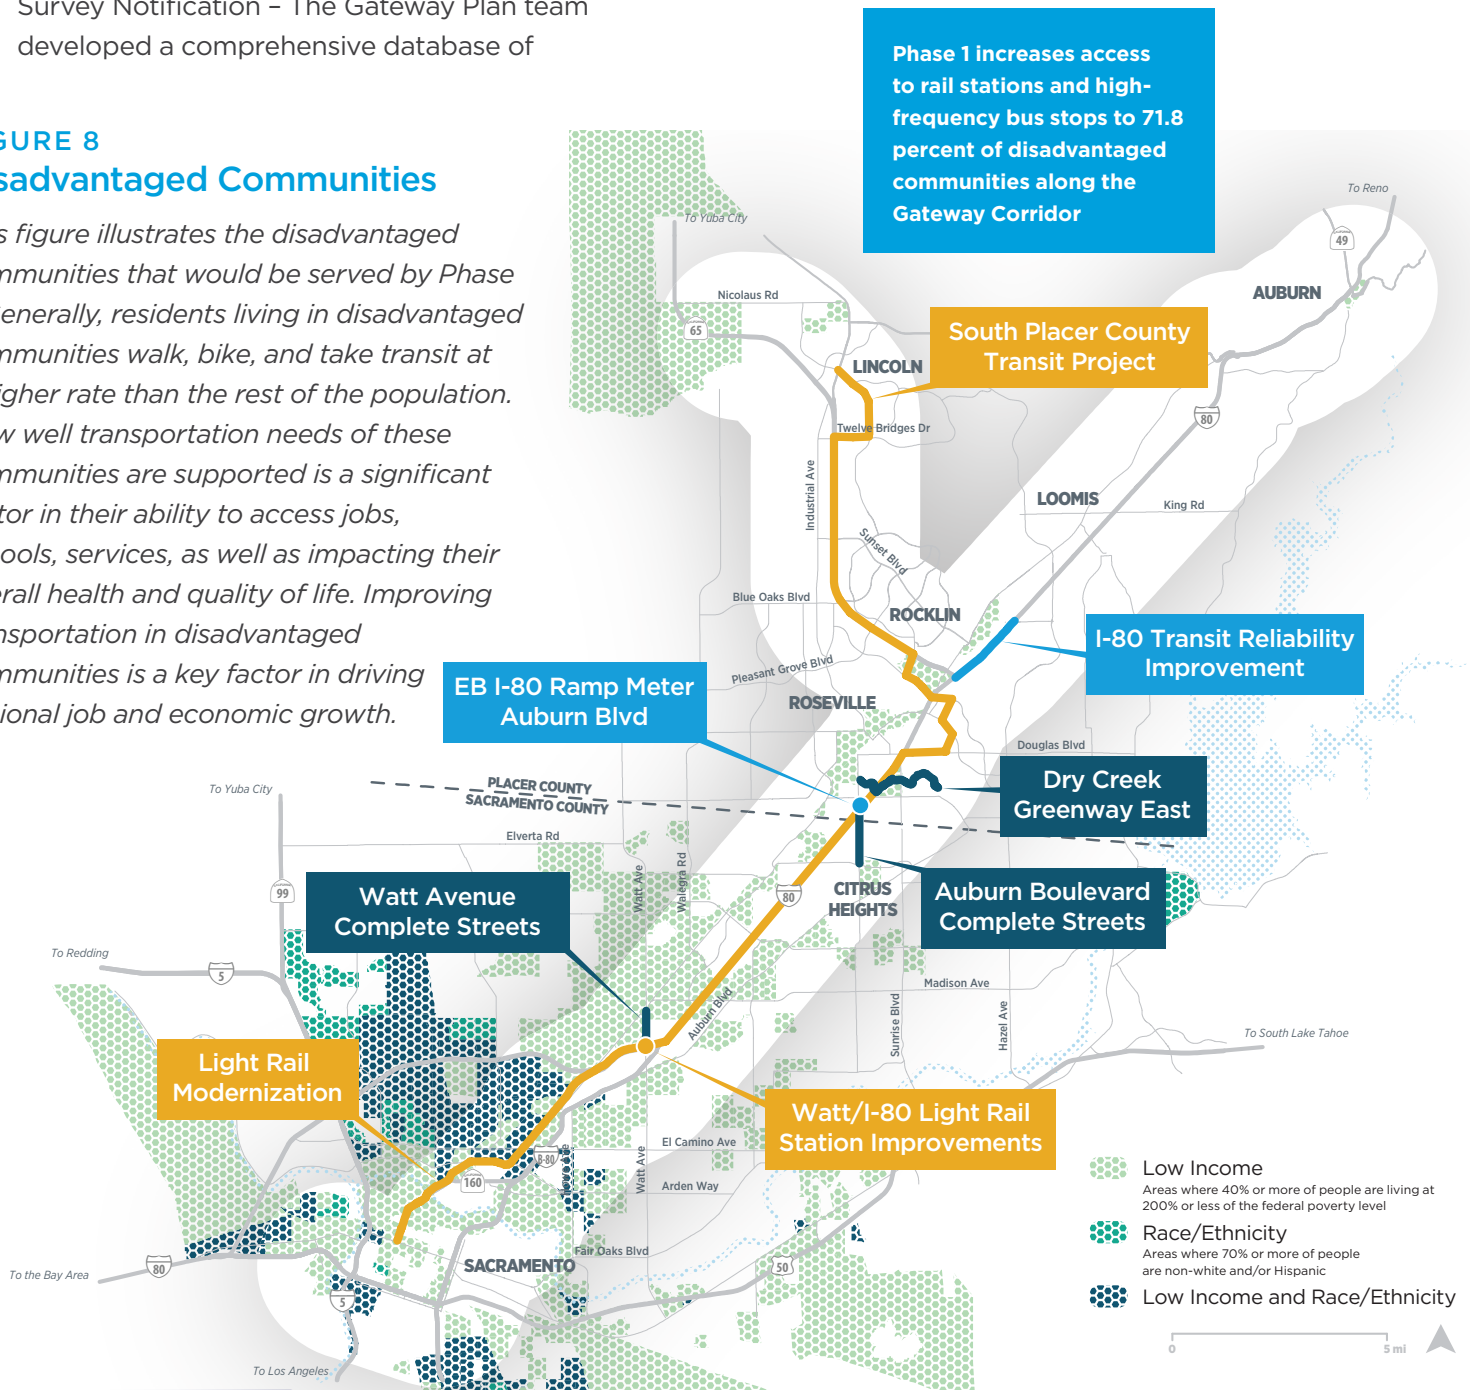 Survey Notification – The Gateway Plan team
developed a comprehensive database of
GURE 8
sadvantaged Communities
s figure illustrates the disadvantaged
mmunities that would be served by Phase
enerally, residents living in disadvantaged
mmunities walk, bike, and take transit at
igher rate than the rest of the population.
w well transportation needs of these
mmunities are supported is a significant
tor in their ability to access jobs,
ools, services, as well as impacting their
erall health and quality of life. Improving
nsportation in disadvantaged
mmunities is a key factor in driving
ional job and economic growth.
Phase 1 increases access
to rail stations and high-
frequency bus stops to 71.8
percent of disadvantaged
communities along the
Gateway Corridor
To Reno
To Yuba City
49
AUBURN
Nicolaus Rd
65
South Placer County
Transit Project
LINCOLN
80
Twelve Bridges Dr
Industrial Ave
LOOMIS
King Rd
Sunset Blvd
Blue Oaks Blvd
ROCKLIN
I-80 Transit Reliability
Improvement
Pleasant Grove Blvd
EB I-80 Ramp Meter
Auburn Blvd
ROSEVILLE
Douglas Blvd
Dry Creek
Greenway East
To Yuba City
PLACER COUNTY
SACRAMENTO COUNTY
Elverta Rd
Watt Ave
Walegra Rd
99
80
CITRUS
HEIGHTS
Watt Avenue
Complete Streets
Auburn Boulevard
Complete Streets
To Redding
5
Madison Ave
Auburn Blvd
Sunrise Blvd
Hazel Ave
To South Lake Tahoe
Light Rail
Modernization
Watt/I-80 Light Rail
Station Improvements
El Camino Ave
B-80
160
Watt Ave
Arden Way
Fair Oaks Blvd
SACRAMENTO
50
80
To the Bay Area
5
To Los Angeles
Low Income
Areas where 40% or more of people are living at
200% or less of the federal poverty level
Race/Ethnicity
Areas where 70% or more of people
are non-white and/or Hispanic
Low Income and Race/Ethnicity
0
5 mi